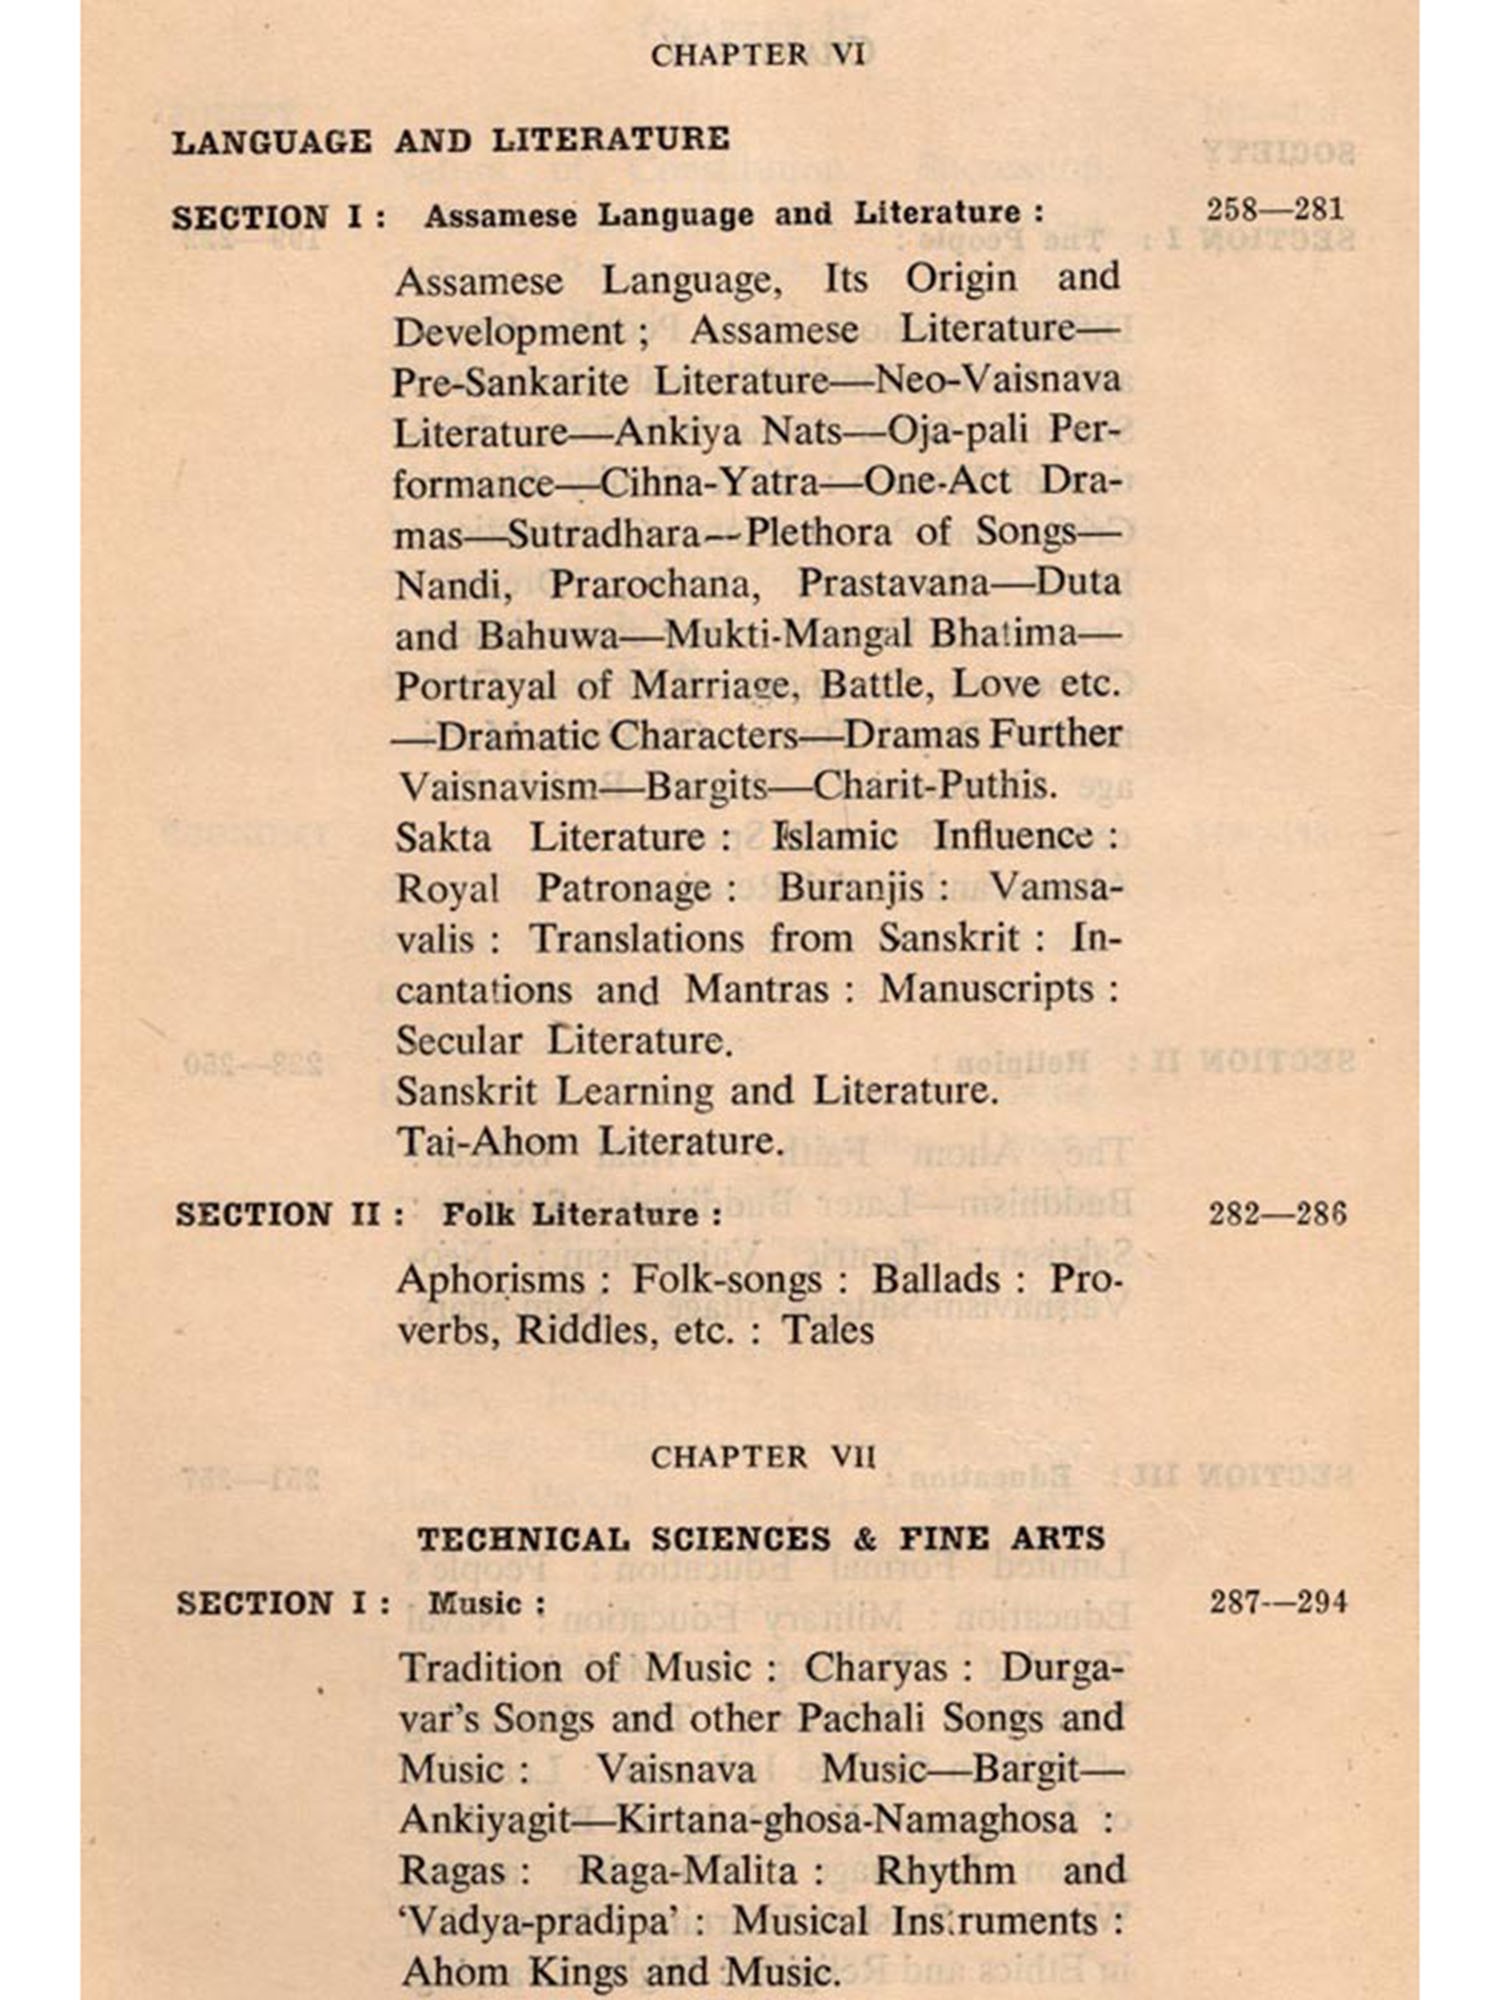 CHAPTER VI
LANGUAGE AND LITERATURE
SECTION I : Assamese Language and Literature : 258—281
Assamese Language, Its Origin and
Development ; Assamese Literature—
Pre-Sankarite Literature—Neo-Vaisnava
Literature—Ankiya Nats—Oja-pali Per-
formance—Cihna-Yatra—One-Act Dra-
mas—Sutradhara—Plethora of Songs—
Nandi, Prarochana, Prastavana—Duta
and Bahuwa—Mukti-Mangal Bhatima—
Portrayal of Marriage, Battle, Love etc.
—Dramatic Characters—Dramas Further
Vaisnavism—Bargits—Charit-Puthis.
Sakta Literature : Islamic Influence :
Royal Patronage : Buranjis : Vamsa-
valis : Translations from Sanskrit : In-
cantations and Mantras : Manuscripts :
Secular Literature.
Sanskrit Learning and Literature.
Tai-Ahom Literature.
SECTION II : Folk Literature : 282—286
Aphorisms : Folk-songs : Ballads : Pro-
verbs, Riddles, etc. : Tales
CHAPTER VII
TECHNICAL SCIENCES & FINE ARTS
SECTION I : Music : 287—294
Tradition of Music : Charyas : Durga-
var's Songs and other Pachali Songs and
Music : Vaisnava Music—Bargit—
Ankiyagit—Kirtana-ghosa-Namaghosa :
Ragas : Raga-Malita : Rhythm and
‘Vadya-pradipa’ : Musical Instruments :
Ahom Kings and Music.